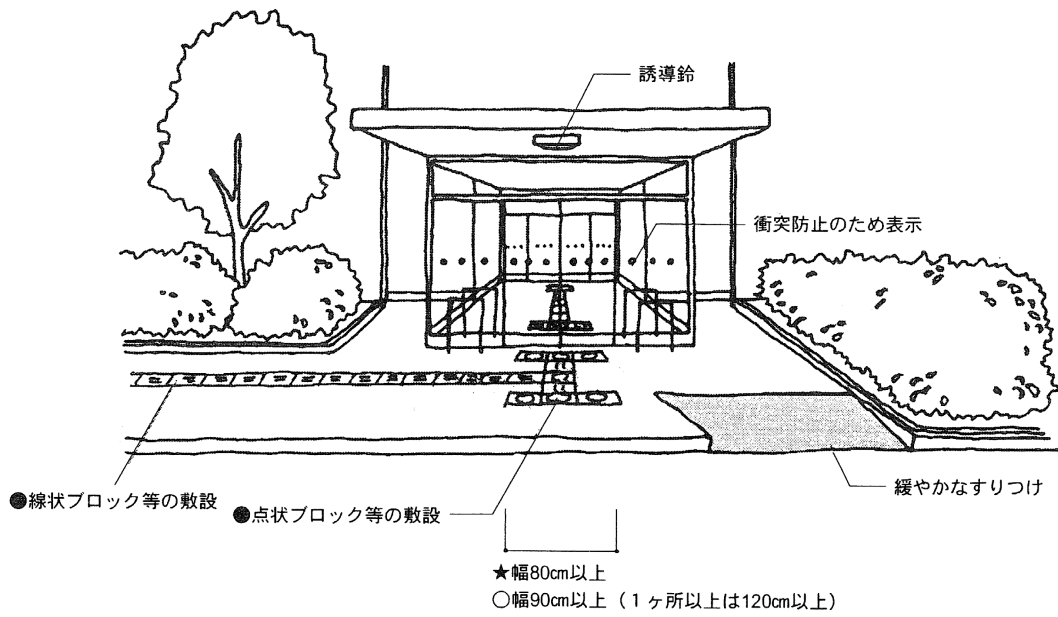 誘導鈴
衝突防止のため表示
緩やかなすりつけ
●線状ブロック等の敷設
●点状ブロック等の敷設
★幅80㎝以上
○幅90㎝以上（1ヶ所以上は120㎝以上）